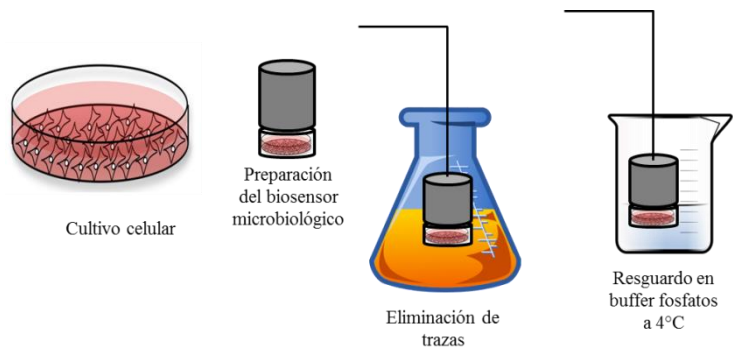 Cultivo celular
Preparación
del biosensor
microbiológico
Eliminación de
trazas
Resguardo en
buffer fosfatos
a 4°C